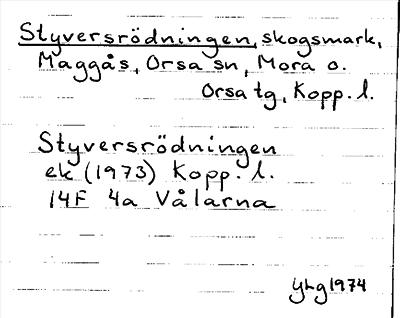 Styversrödningen, skogsmark,
Maggås, Orsa sn, Mora o.
Orsa tg, Kopp. l.
Styversrödningen
ek (1973) Kopp. l.
14F 4a Vålarna
YHg 1974